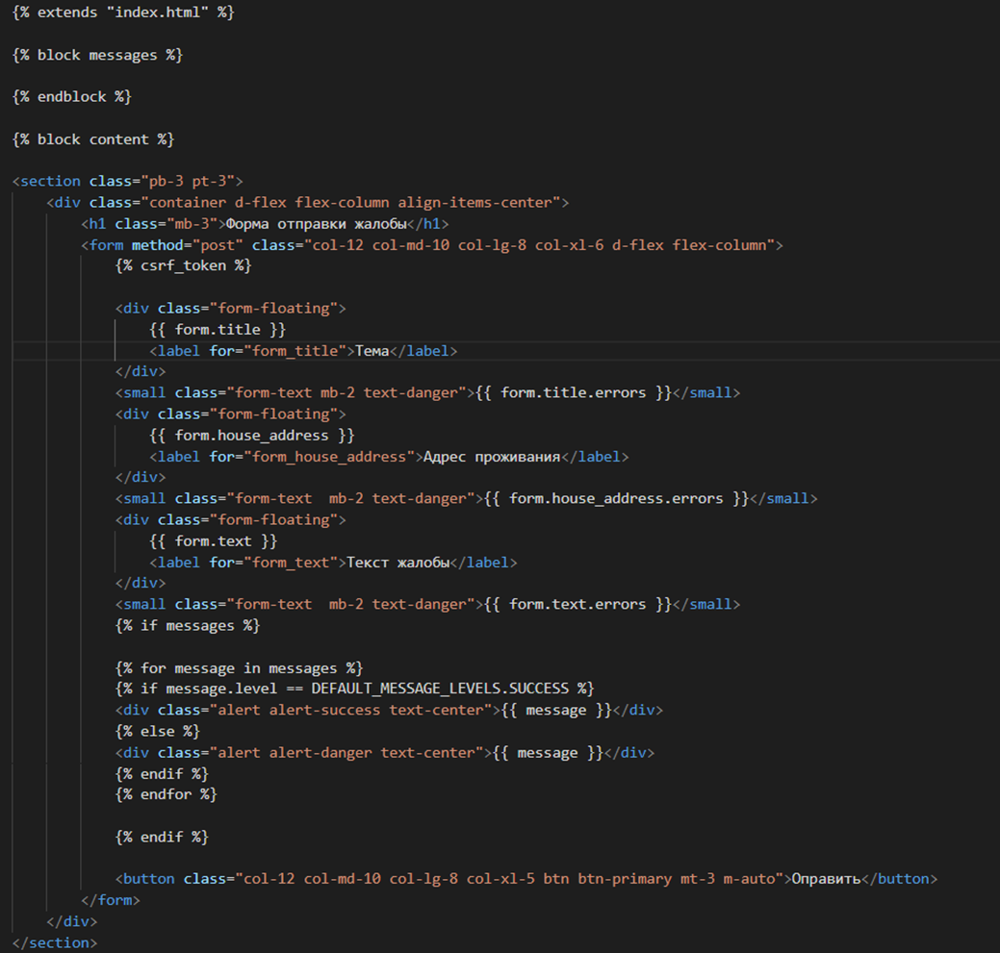 {% extends "index.html" %}
{% block messages %}
{% endblock %}
{% block content %}
<section class="pb-3 pt-3">
<div class="container d-flex flex-column align-items-center">
<h1 class="mb-3">Форма отправки жалобы</h1>
<form method="post" class="col-12 col-md-10 col-lg-8 col-xl-6 d-flex flex-column">
{% csrf_token %}
<div class="form-floating">
{{ form.title }}
<label for="form_title">Тема</label>
</div>
<small class="form-text mb-2 text-danger">{{ form.title.errors }}</small>
<div class="form-floating">
{{ form.house_address }}
<label for="form_house_address">Адрес проживания</label>
</div>
<small class="form-text  mb-2 text-danger">{{ form.house_address.errors }}</small>
<div class="form-floating">
{{ form.text }}
<label for="form_text">Текст жалобы</label>
</div>
<small class="form-text  mb-2 text-danger">{{ form.text.errors }}</small>
{% if messages %}
{% for message in messages %}
{% if message.level == DEFAULT_MESSAGE_LEVELS.SUCCESS %}
<div class="alert alert-success text-center">{{ message }}</div>
{% else %}
<div class="alert alert-danger text-center">{{ message }}</div>
{% endif %}
{% endfor %}
{% endif %}
<button class="col-12 col-md-10 col-lg-8 col-xl-5 btn btn-primary mt-3 m-auto">Оправить</button>
</form>
</div>
</section>